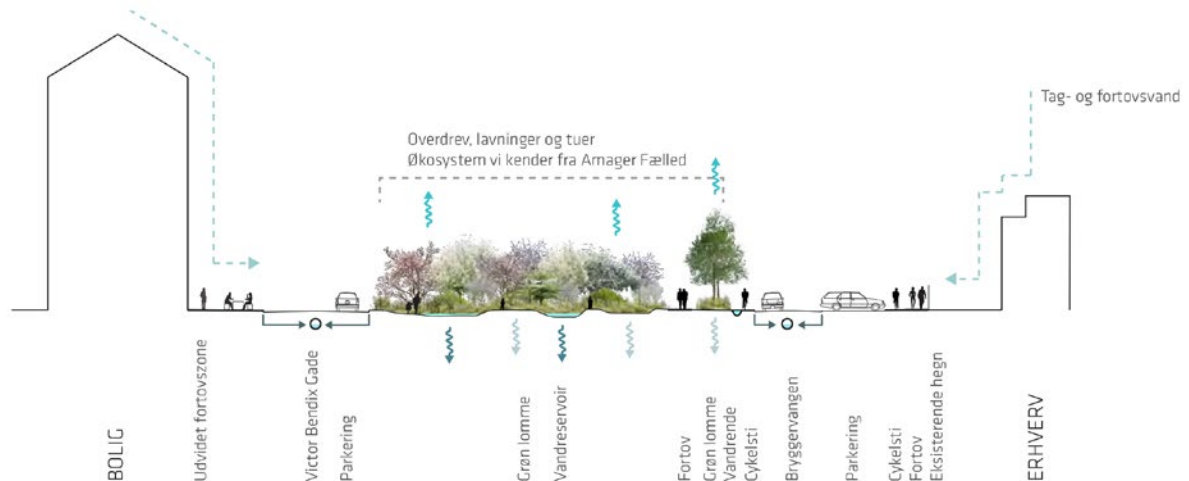 Tag- og fortovsvand
Overdrev, lavninger og tuer
Økosystem vi kender fra Amager Fælled
BOLIG
Udvidet fortovszone
Victor Bendix Gade
Parkering
Grøn lomme
Vandreservoir
Fortov
Grøn lomme
Vandrende
Cykelsti
Bryggervangen
Parkering
Cykelsti
Fortov
Eksisterende hegn
ERHVERV